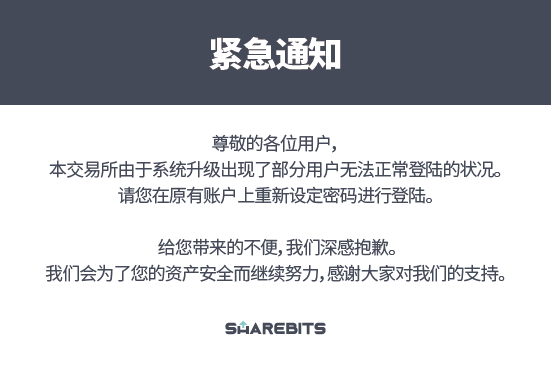 紧急通知
尊敬的各位用户,
本交易所由于系统升级出现了部分用户无法正常登陆的状况。
请您在原有账户上重新设定密码进行登陆。
给您带来的不便, 我们深感抱歉。
我们会为了您的资产安全而继续努力, 感谢大家对我们的支持。
SHAREBITS